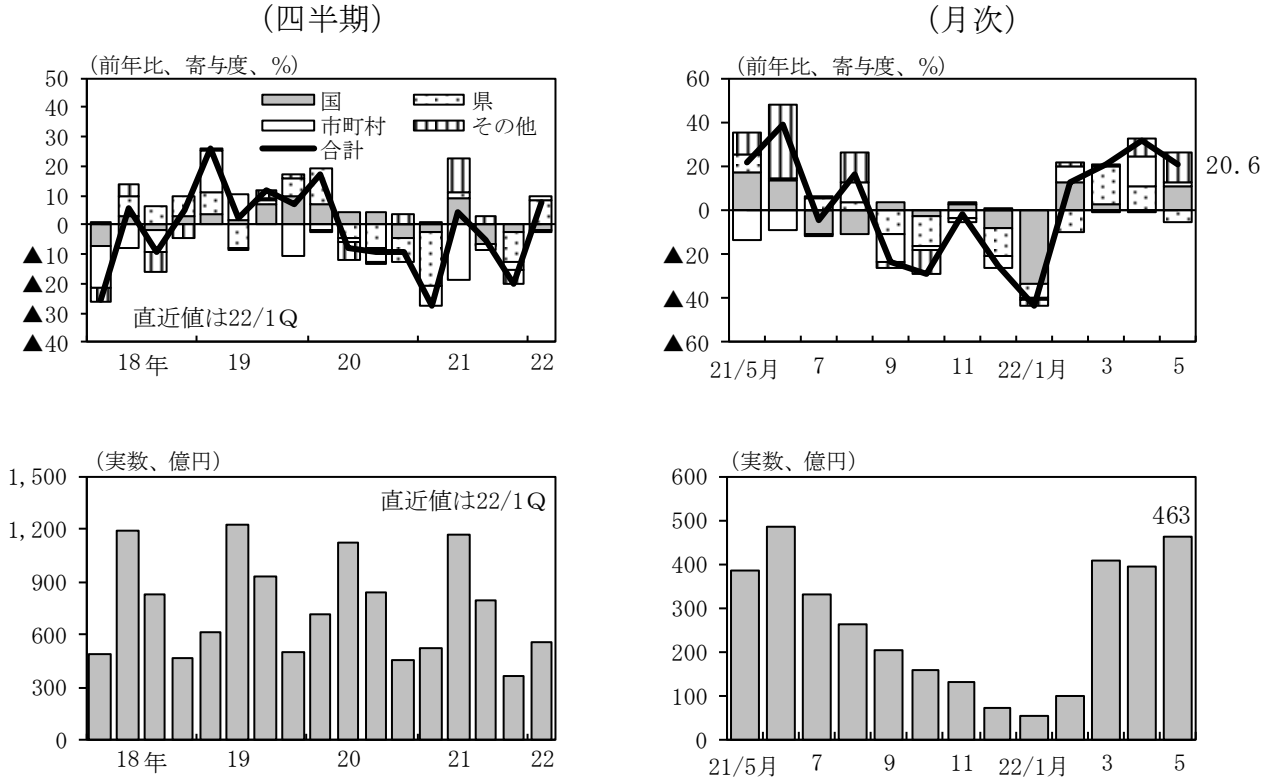 (四半期)
(前年比、寄与度、%)
50
40
30
20
10
0
▲10
▲20
▲30
▲40
国
県
市町村
その他
合計
直近値は22/1Q
18年
19
20
21
22
(月次)
(前年比、寄与度、%)
60
40
20
0
▲20
▲40
▲60
20.6
21/5月
7
9
11
22/1月
3
5
(実数、億円)
1,500
1,200
900
600
300
0
直近値は22/1Q
18年
19
20
21
22
(実数、億円)
600
500
400
300
200
100
0
463
21/5月
7
9
11
22/1月
3
5